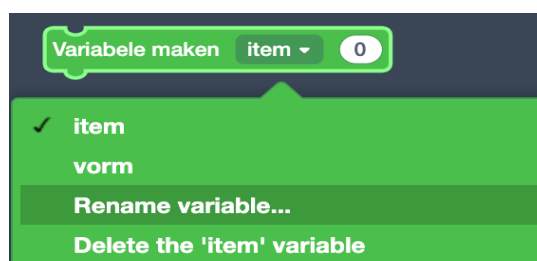 Variabele maken item 0
item
vorm
Rename variable...
Delete the 'item' variable